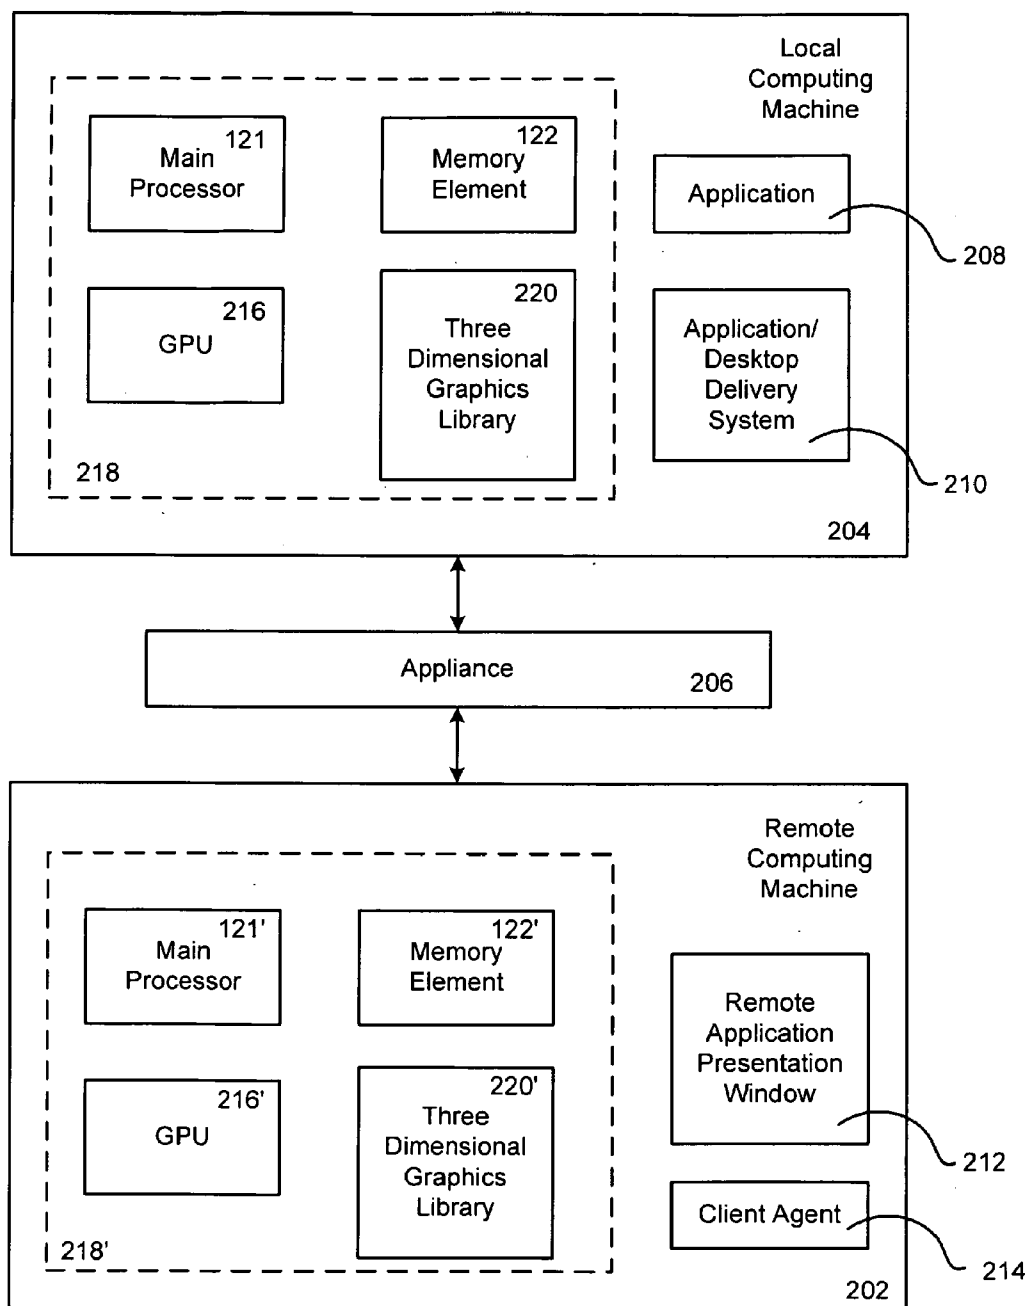 Local
Computing
Machine
121
Main
Processor
122
Memory
Element
Application
208
216
GPU
220
Three
Dimensional
Graphics
Library
Application/
Desktop
Delivery
System
210
218
204
Appliance
206
Remote
Computing
Machine
121'
Main
Processor
122'
Memory
Element
Remote
Application
Presentation
Window
212
216'
GPU
220'
Three
Dimensional
Graphics
Library
Client Agent
214
218'
202